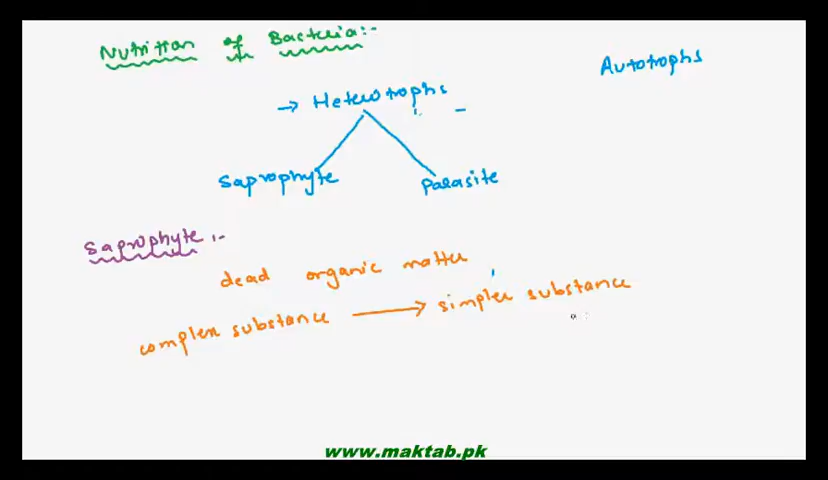 Nutrition of Bacteria:-
Autotrophs
→ Heterotrophs
Saprophyte Parasite
Saprophyte :-
dead organic matter
complex substance → simpler substance
www.maktab.pk